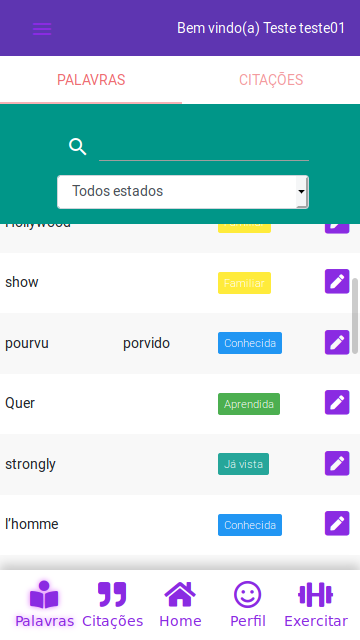 Bem vindo(a) Teste teste01
PALAVRAS CITAÇÕES
Todos estados
Hollywood
show Familiar
pourvu porvido Conhecida
Quer Aprendida
strongly Já vista
l'homme Conhecida
Palavras Citações Home Perfil Exercitar